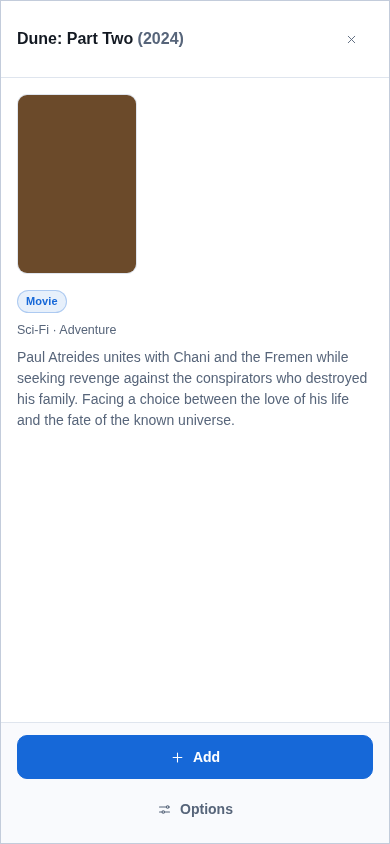 Dune: Part Two (2024)
Movie
Sci-Fi · Adventure
Paul Atreides unites with Chani and the Fremen while
seeking revenge against the conspirators who destroyed
his family. Facing a choice between the love of his life
and the fate of the known universe.
Add
Options